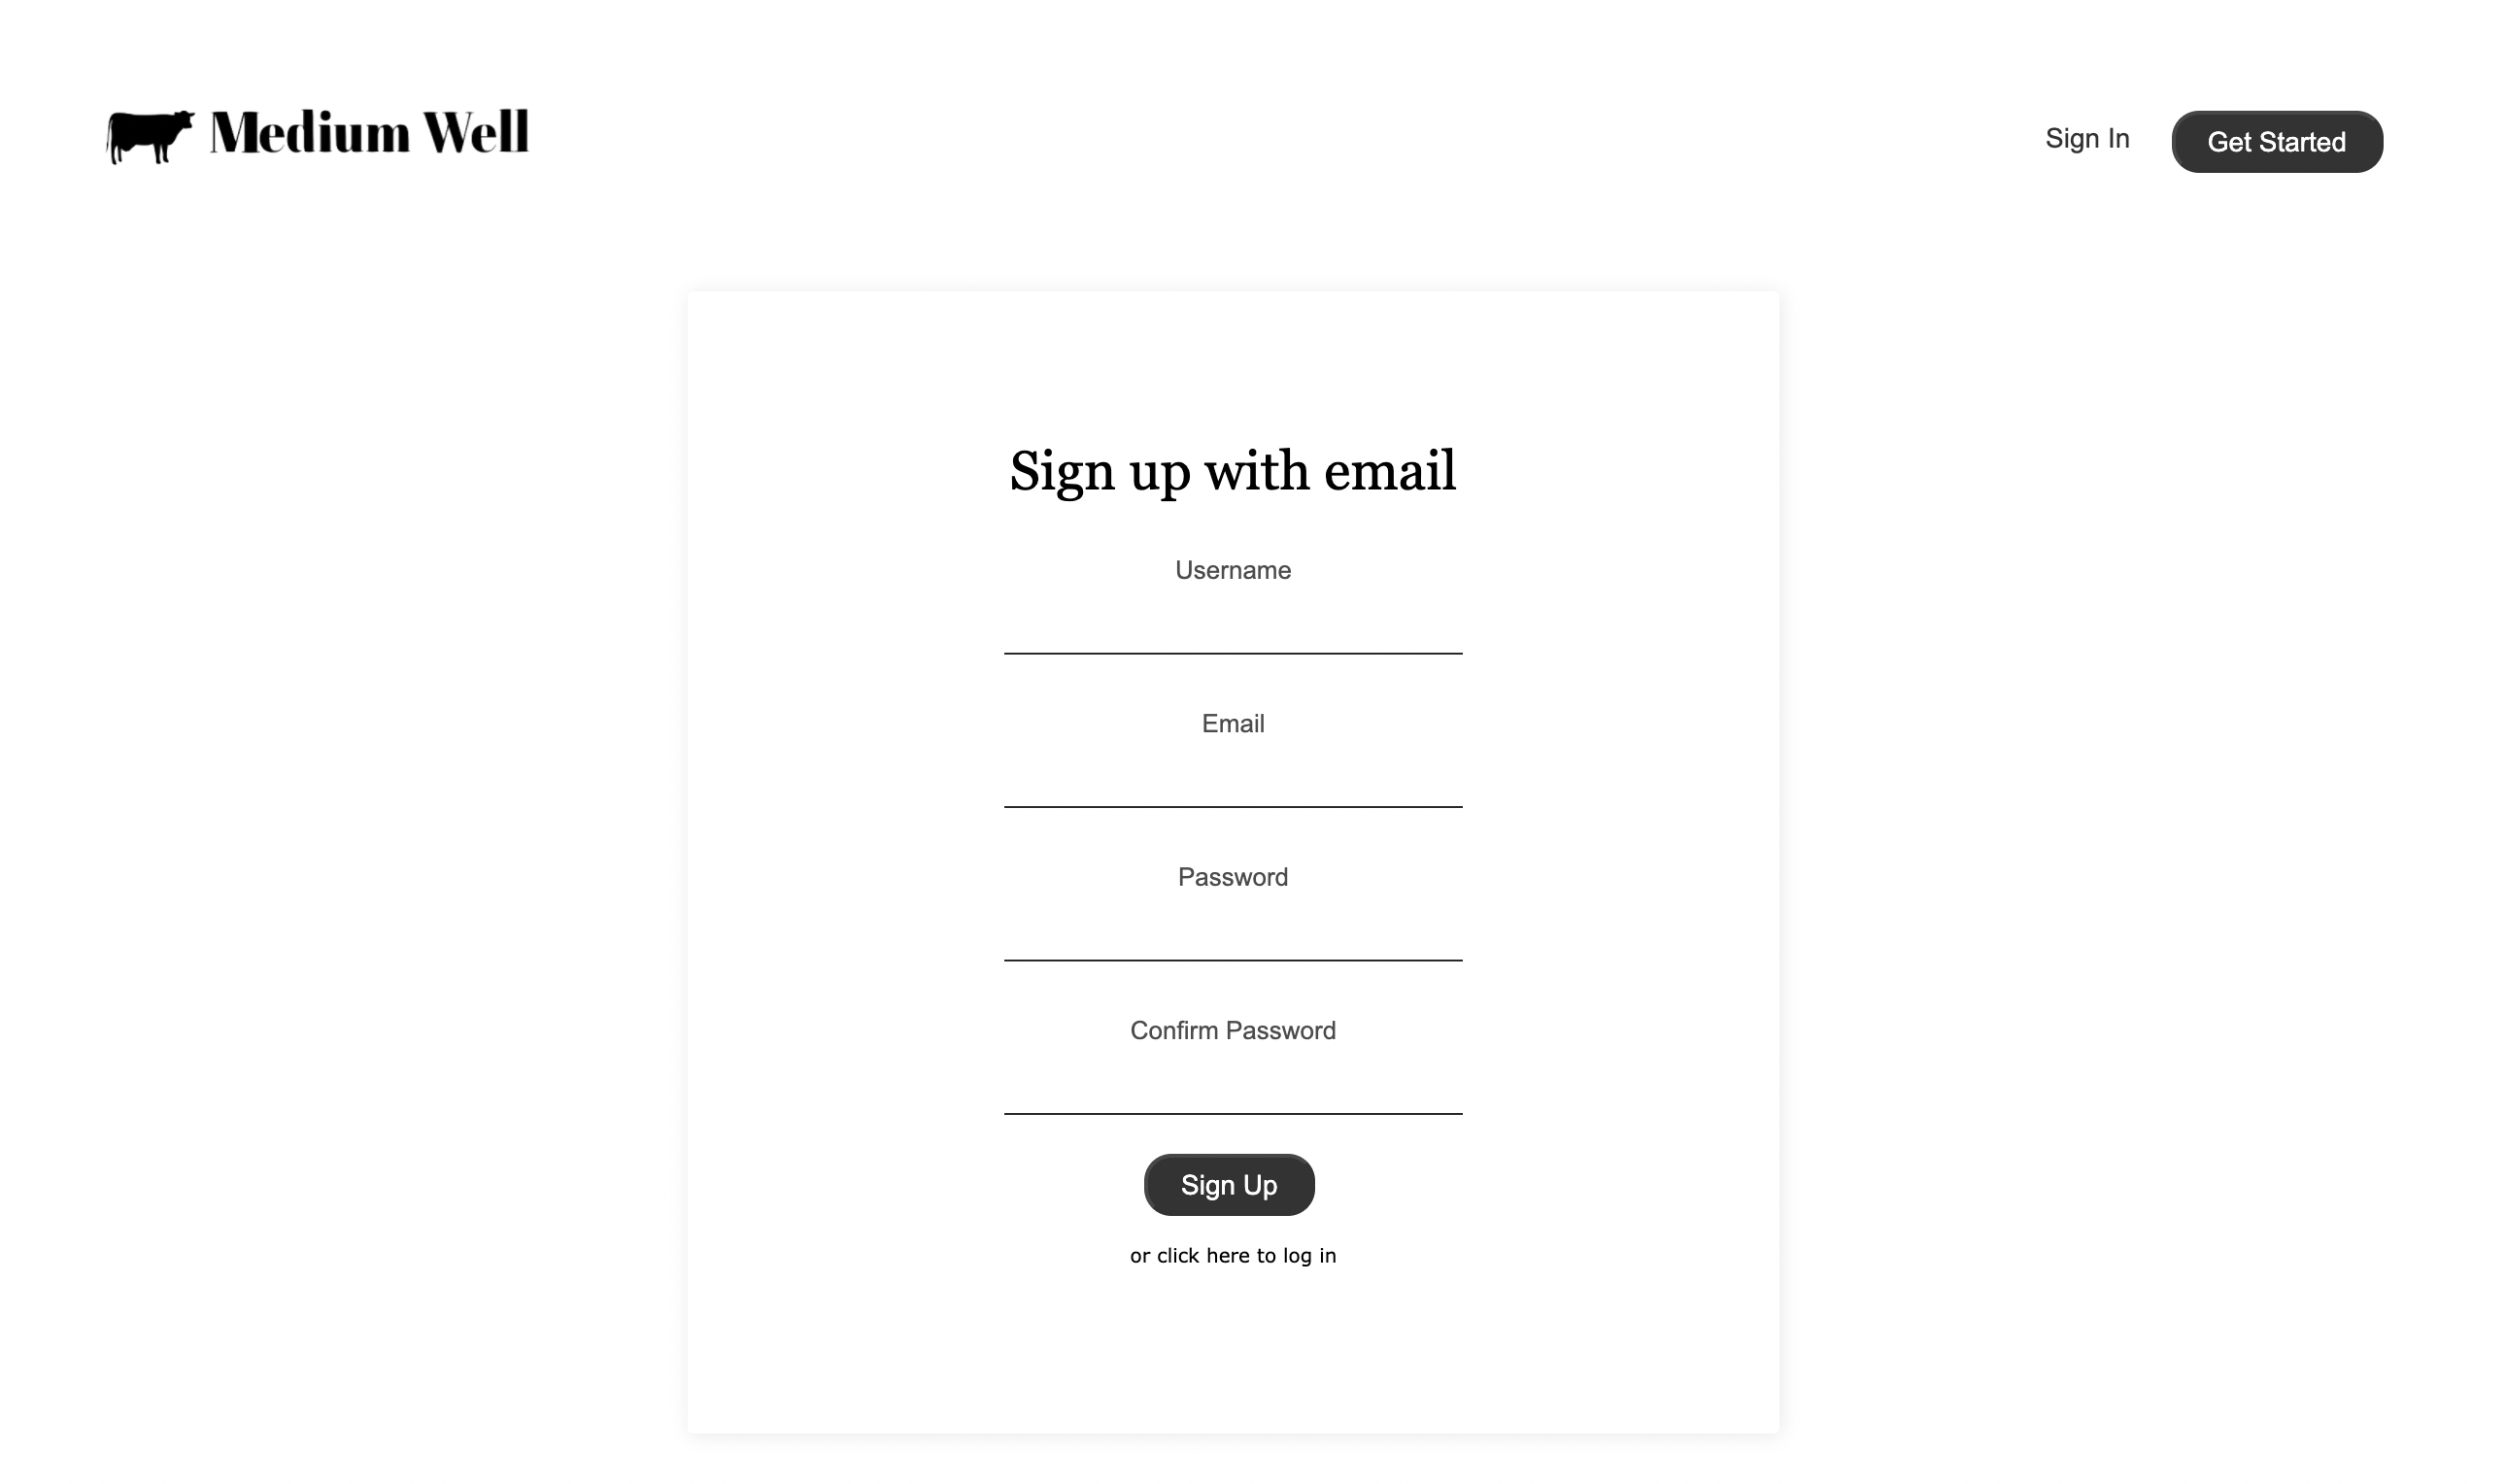 Medium Well
Sign In
Get Started
Sign up with email
Username
Email
Password
Confirm Password
Sign Up
or click here to log in